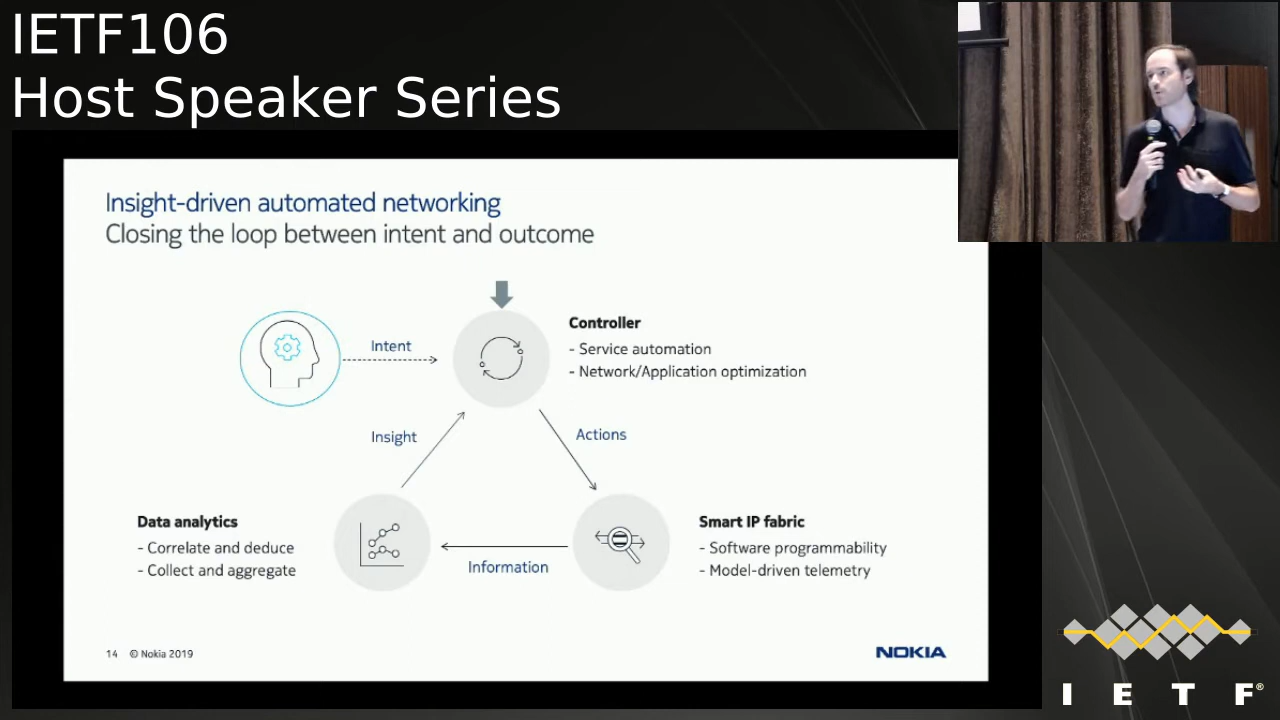 IETF106
Host Speaker Series
Insight-driven automated networking
Closing the loop between intent and outcome
Intent
Controller
- Service automation
- Network/Application optimization
Insight
Actions
Data analytics
- Correlate and deduce
- Collect and aggregate
Information
Smart IP fabric
- Software programmability
- Model-driven telemetry
14 © Nokia 2019
NOKIA
I E T F®